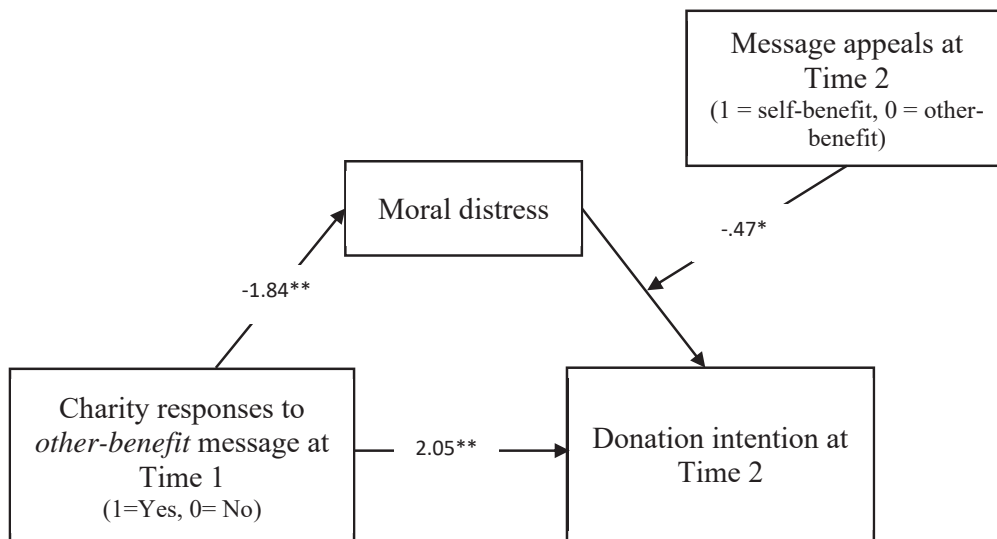 Message appeals at
Time 2
(1 = self-benefit, 0 = other-
benefit)
Moral distress
-.47*
-1.84**
Charity responses to
other-benefit message at
Time 1
(1=Yes, 0= No)
2.05**
Donation intention at
Time 2